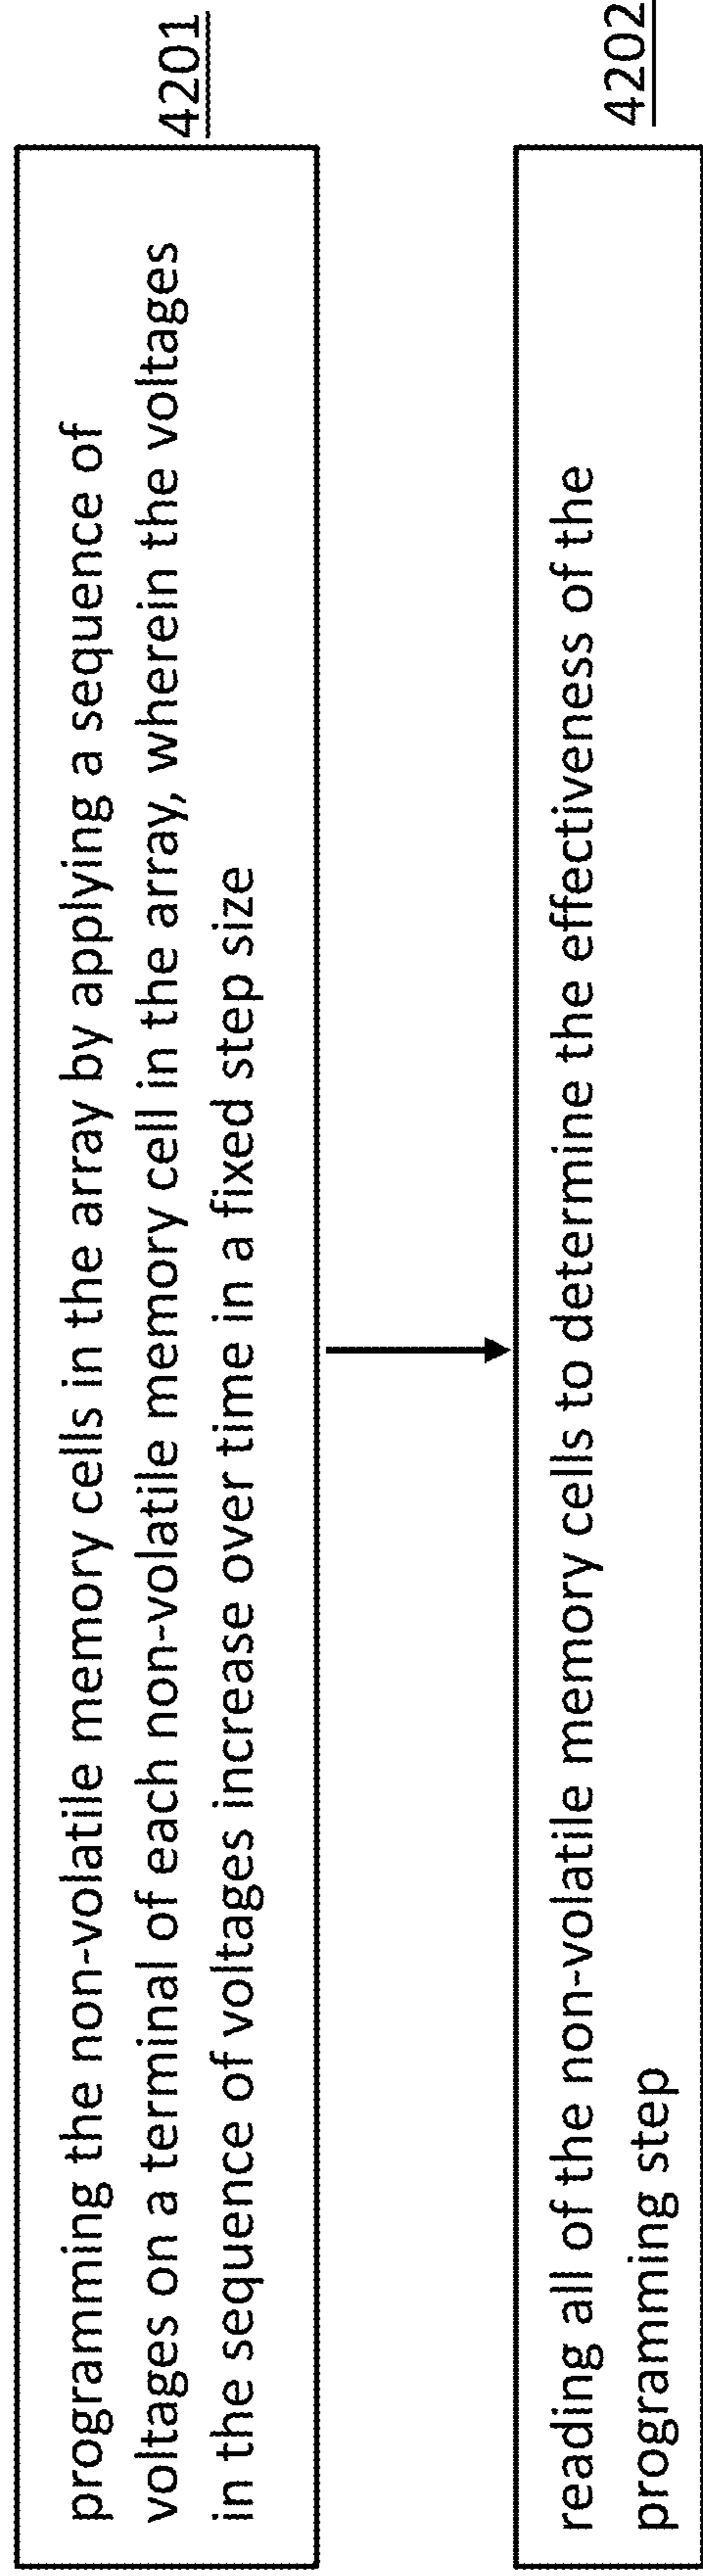 programming the non-volatile memory cells in the array by applying a sequence of
voltages on a terminal of each non-volatile memory cell in the array, wherein the voltages
in the sequence of voltages increase over time in a fixed step size
4201
reading all of the non-volatile memory cells to determine the effectiveness of the
programming step
4202